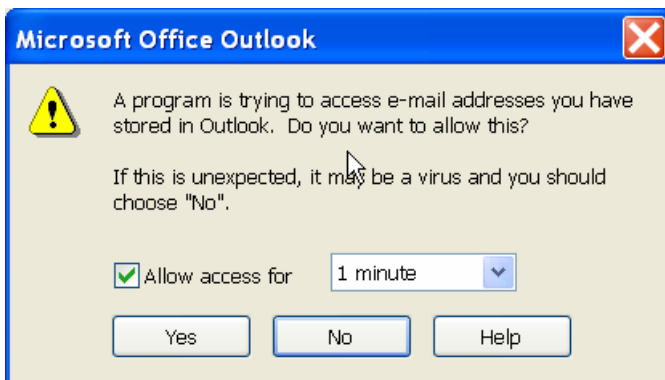 Microsoft Office Outlook
A program is trying to access e-mail addresses you have
stored in Outlook. Do you want to allow this?
If this is unexpected, it may be a virus and you should
choose "No".
Allow access for 1 minute
Yes No Help